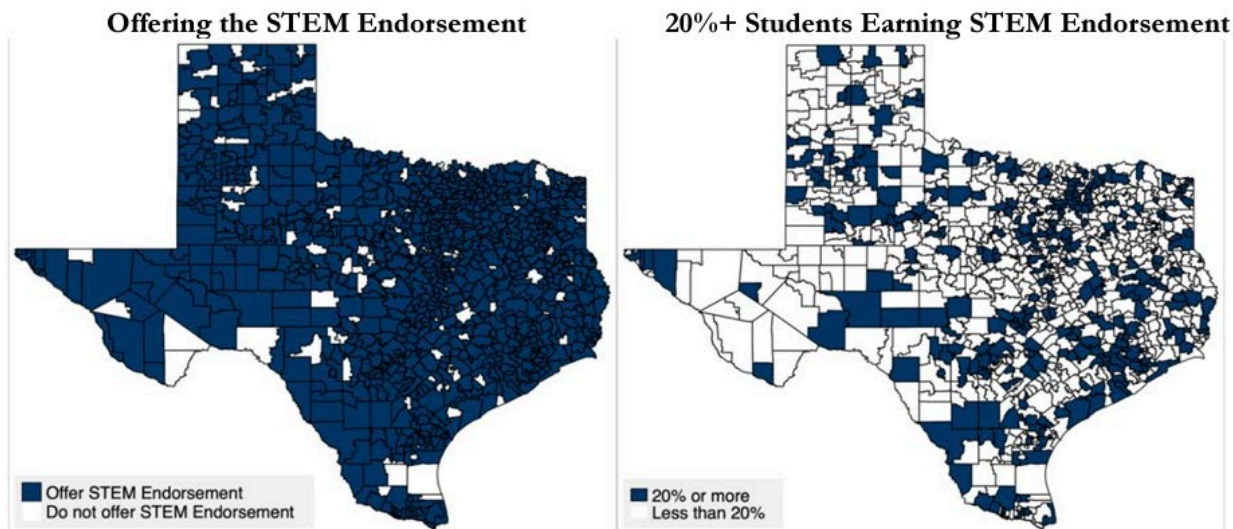 Offering the STEM Endorsement
20%+ Students Earning STEM Endorsement
Offer STEM Endorsement
Do not offer STEM Endorsement
20% or more
Less than 20%